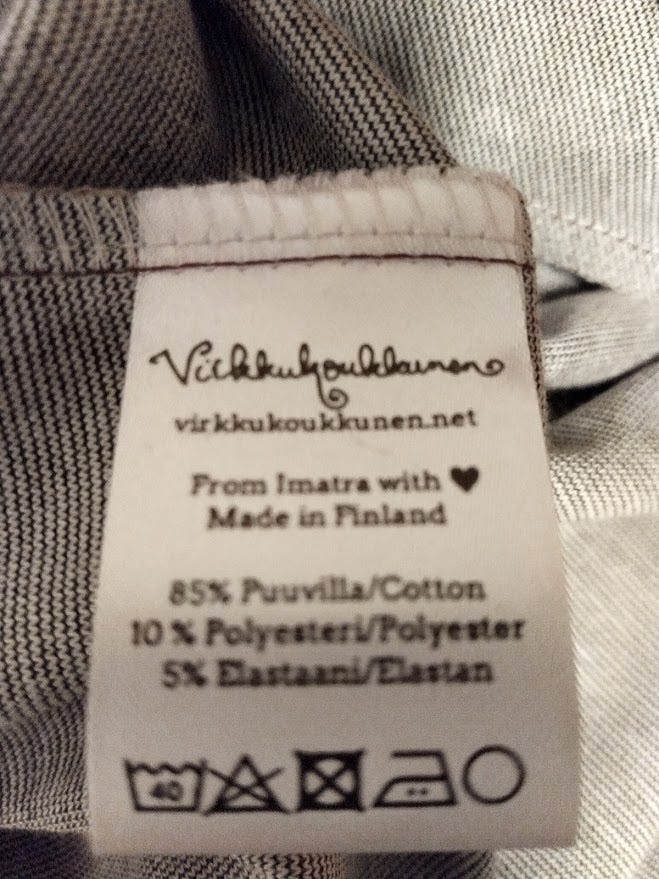 Virkkukoukkunen
virkkukoukkunen.net
From Imatra with ♥
Made in Finland
85% Puuvilla/Cotton
10 % Polyesteri/Polyester
5% Elastaani/Elastan
40